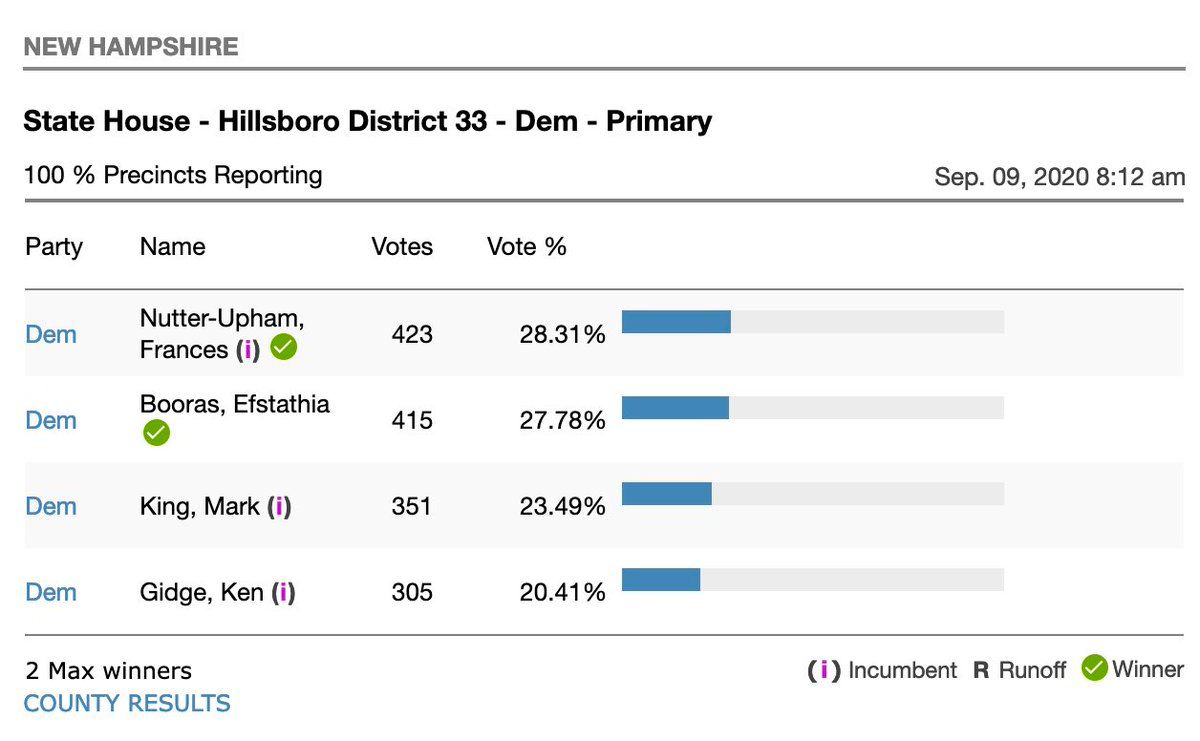 NEW HAMPSHIRE
State House - Hillsboro District 33 - Dem - Primary
100 % Precincts Reporting Sep. 09, 2020 8:12 am
Party Name Votes Vote %
Dem Nutter-Upham, Frances (i) 423 28.31%
Dem Booras, Efstathia 415 27.78%
Dem King, Mark (i) 351 23.49%
Dem Gidge, Ken (i) 305 20.41%
2 Max winners (i) Incumbent R Runoff Winner
COUNTY RESULTS